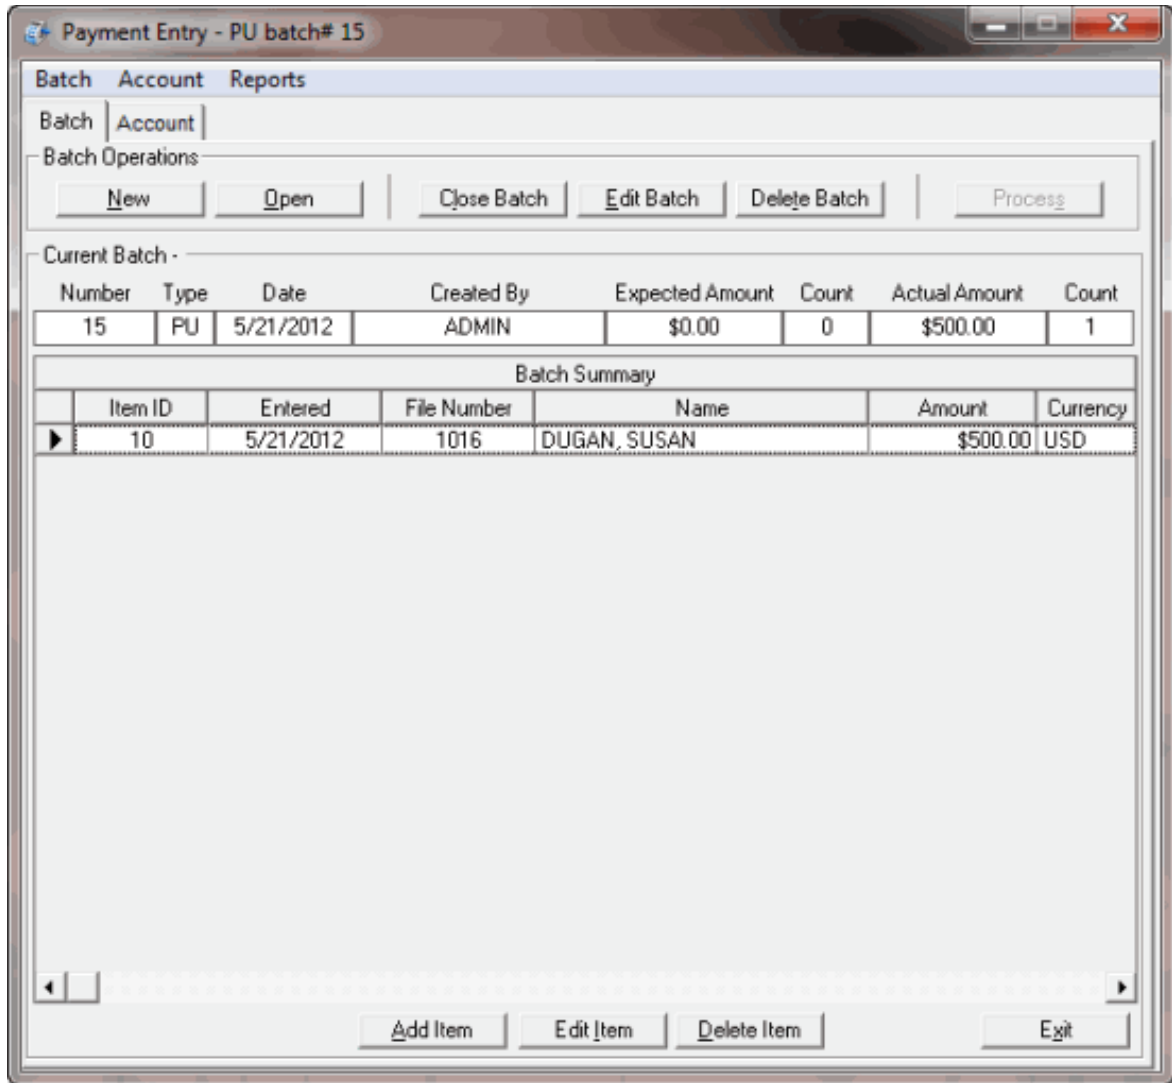 Payment Entry - PU batch# 15
Batch Account Reports
Batch Account
Batch Operations
New Open Close Batch Edit Batch Delete Batch Process
Current Batch -
Number Type Date Created By Expected Amount Count Actual Amount Count
15 PU 5/21/2012 ADMIN $0.00 0 $500.00 1
Batch Summary
Item ID Entered File Number Name Amount Currency
10 5/21/2012 1016 DUGAN, SUSAN $500.00 USD
Add Item Edit Item Delete Item Exit